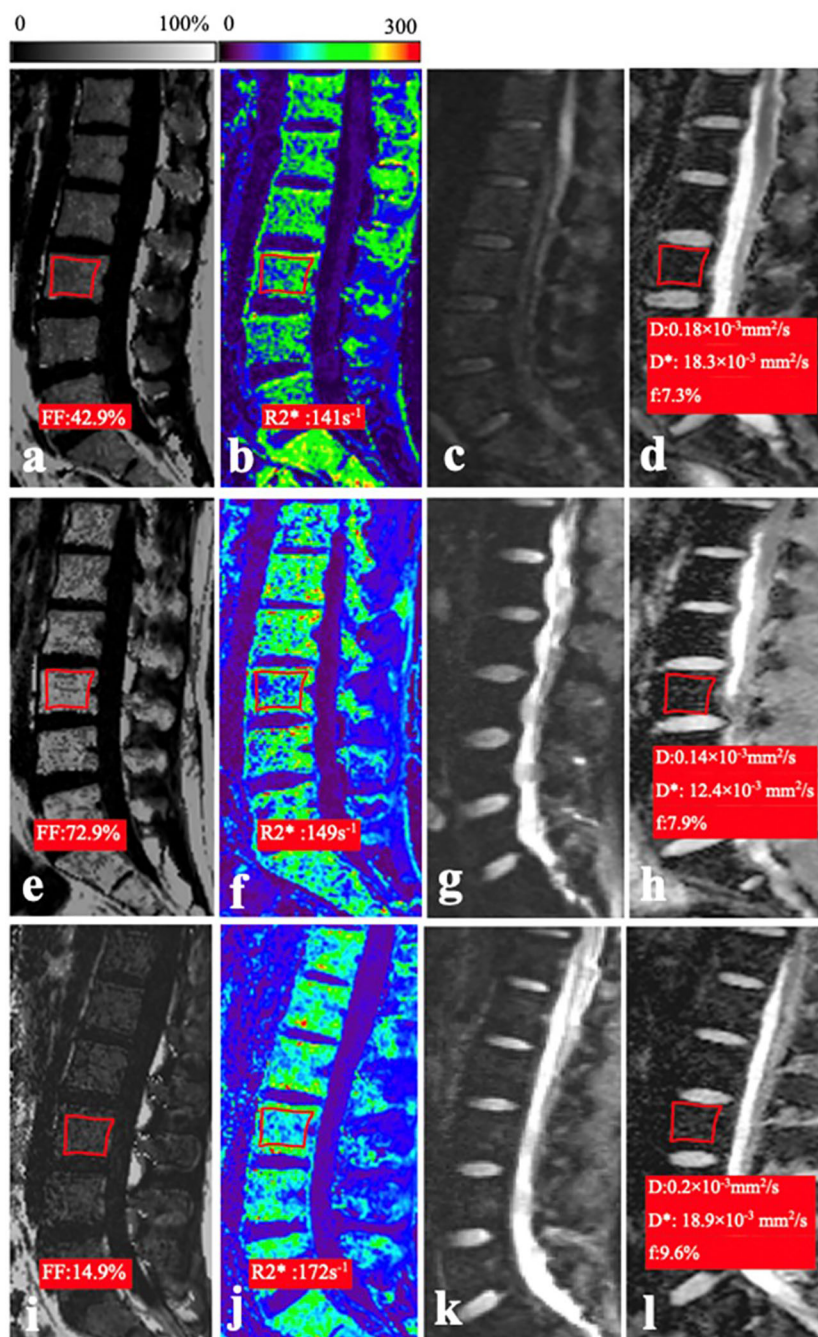 0 100% 0 300
FF:42.9%
a
R2* :141s⁻¹
b
c
D:0.18×10⁻³mm²/s
D*: 18.3×10⁻³ mm²/s
f:7.3%
d
FF:72.9%
e
R2* :149s⁻¹
f
g
D:0.14×10⁻³mm²/s
D*: 12.4×10⁻³ mm²/s
f:7.9%
h
FF:14.9%
i
R2* :172s⁻¹
j
k
D:0.2×10⁻³mm²/s
D*: 18.9×10⁻³ mm²/s
f:9.6%
l